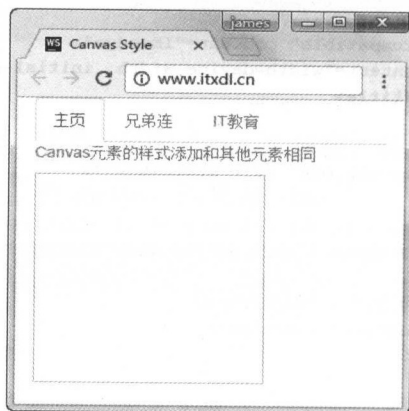 james
WS Canvas Style ×
www.itxdl.cn
主页 兄弟连 IT教育
Canvas元素的样式添加和其他元素相同